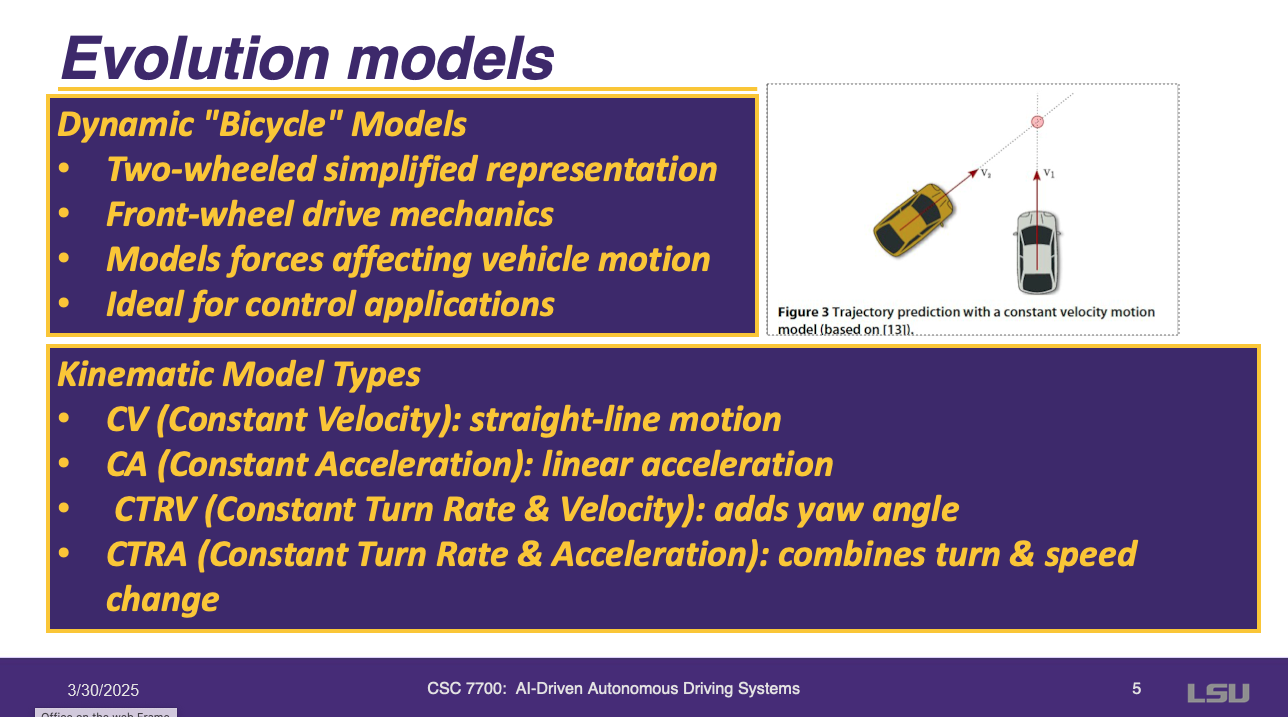 Evolution models
Dynamic "Bicycle" Models
• Two-wheeled simplified representation
• Front-wheel drive mechanics
• Models forces affecting vehicle motion
• Ideal for control applications
v₂
v₁
Figure 3 Trajectory prediction with a constant velocity motion
model (based on [13]).
Kinematic Model Types
• CV (Constant Velocity): straight-line motion
• CA (Constant Acceleration): linear acceleration
• CTRV (Constant Turn Rate & Velocity): adds yaw angle
• CTRA (Constant Turn Rate & Acceleration): combines turn & speed
change
3/30/2025
CSC 7700: AI-Driven Autonomous Driving Systems
5
LSU
Office on the web Frame